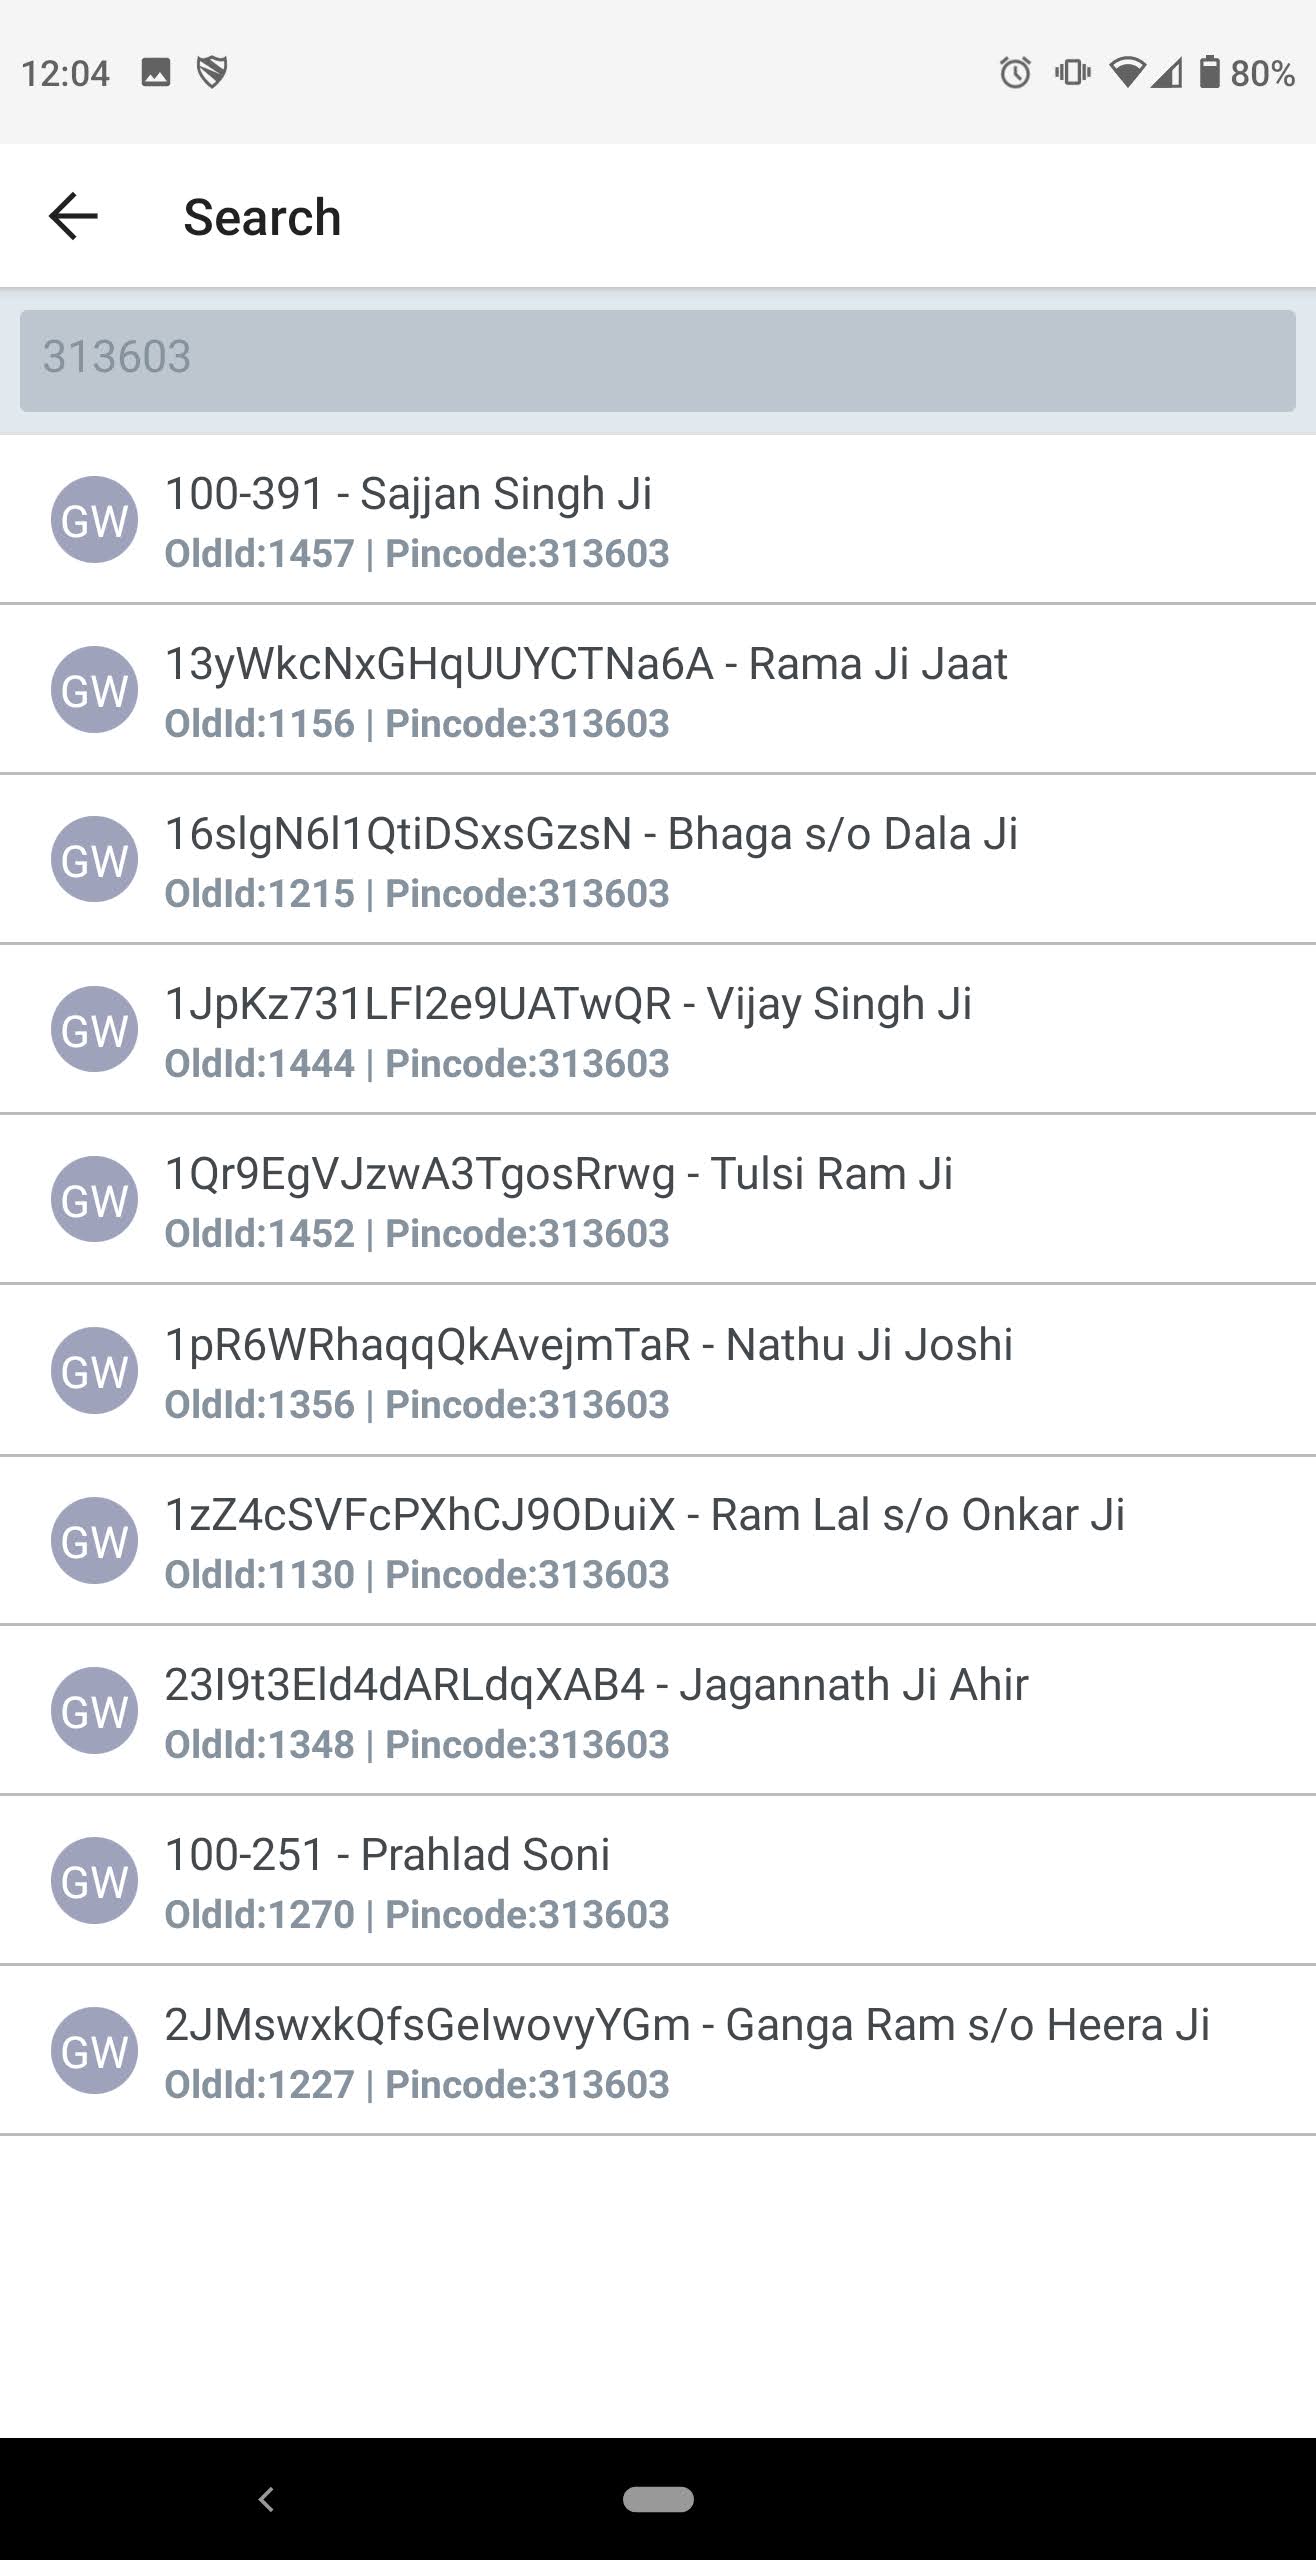 12:04 80%
Search
313603
GW 100-391 - Sajjan Singh Ji
OldId:1457 | Pincode:313603
GW 13yWkcNxGHqUUYCTNa6A - Rama Ji Jaat
OldId:1156 | Pincode:313603
GW 16slgN6l1QtiDSxsGzsN - Bhaga s/o Dala Ji
OldId:1215 | Pincode:313603
GW 1JpKz731LFl2e9UATwQR - Vijay Singh Ji
OldId:1444 | Pincode:313603
GW 1Qr9EgVJzwA3TgosRrwg - Tulsi Ram Ji
OldId:1452 | Pincode:313603
GW 1pR6WRhaqqQkAvejmTaR - Nathu Ji Joshi
OldId:1356 | Pincode:313603
GW 1zZ4cSVFcPXhCJ9ODuiX - Ram Lal s/o Onkar Ji
OldId:1130 | Pincode:313603
GW 23I9t3Eld4dARLdqXAB4 - Jagannath Ji Ahir
OldId:1348 | Pincode:313603
GW 100-251 - Prahlad Soni
OldId:1270 | Pincode:313603
GW 2JMswxkQfsGeIwovyYGm - Ganga Ram s/o Heera Ji
OldId:1227 | Pincode:313603